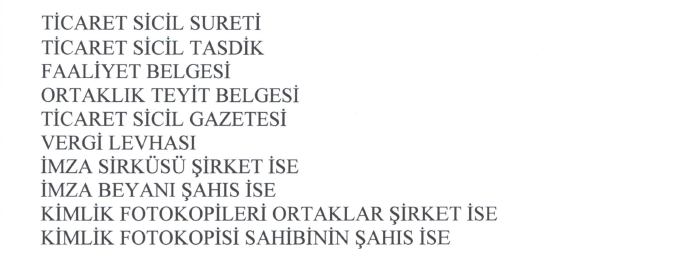 TİCARET SİCİL SURETİ
TİCARET SİCİL TASDİK
FAALİYET BELGESİ
ORTAKLIK TEYİT BELGESİ
TİCARET SİCİL GAZETESİ
VERGİ LEVHASI
İMZA SİRKÜSÜ ŞİRKET İSE
İMZA BEYANI ŞAHIS İSE
KİMLİK FOTOKOPİLERİ ORTAKLAR ŞİRKET İSE
KİMLİK FOTOKOPİSİ SAHİBİNİN ŞAHIS İSE